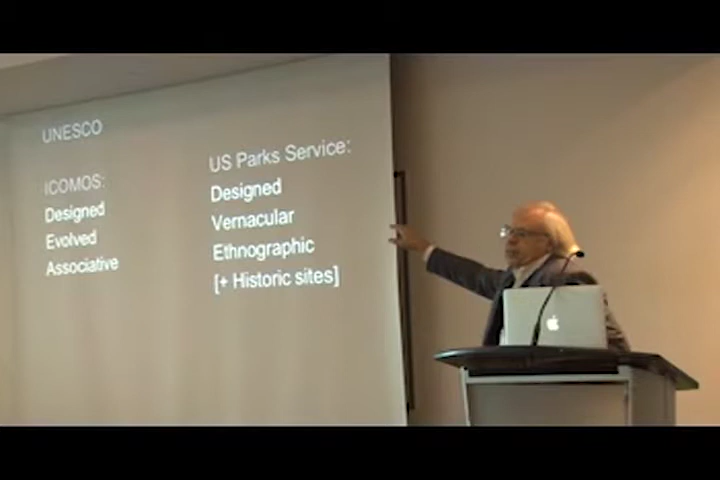 UNESCO
ICOMOS:
Designed
Evolved
Associative
US Parks Service:
Designed
Vernacular
Ethnographic
[+ Historic sites]